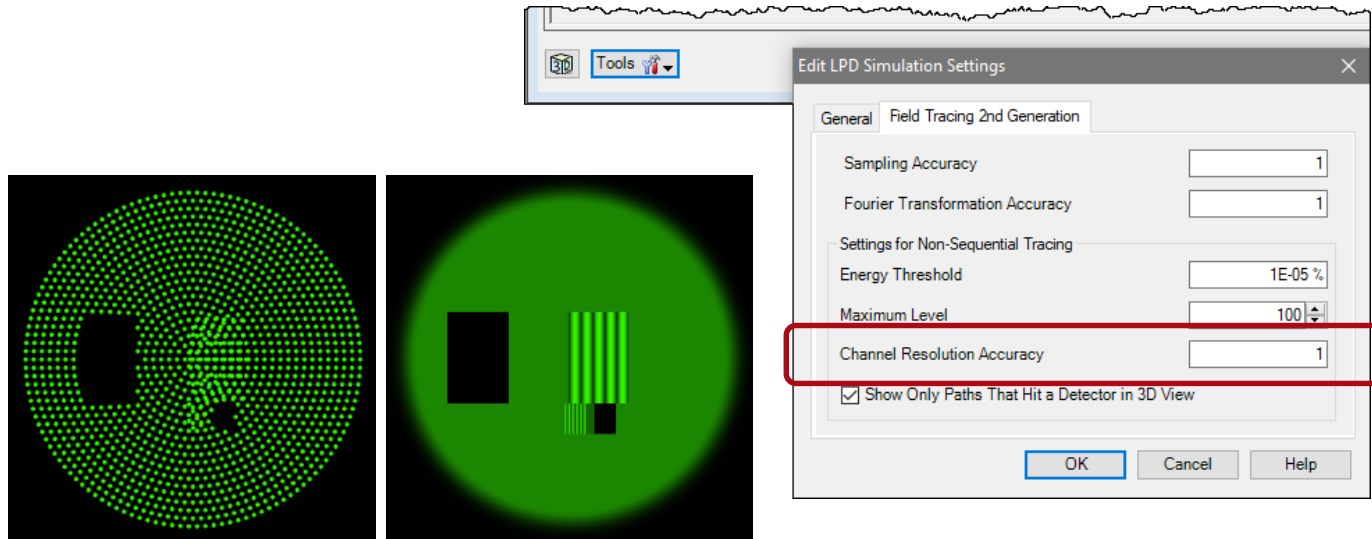 3D
Tools
Edit LPD Simulation Settings
General
Field Tracing 2nd Generation
Sampling Accuracy
1
Fourier Transformation Accuracy
1
Settings for Non-Sequential Tracing
Energy Threshold
1E-05 %
Maximum Level
100
Channel Resolution Accuracy
1
Show Only Paths That Hit a Detector in 3D View
OK
Cancel
Help